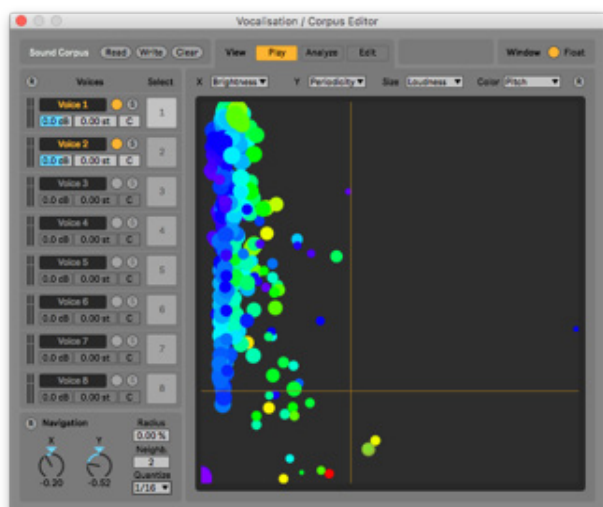 Vocalisation / Corpus Editor
Sound Corpus Read Write Clear View Play Analyze Edit Window Float
R Voices Select X Brightness Y Periodicity Size Loudness Color Pitch R
Voice 1 S 1
0.0 dB 0.00 st C
Voice 2 S 2
0.0 dB 0.00 st C
Voice 3 S 3
0.0 dB 0.00 st C
Voice 4 S 4
0.0 dB 0.00 st C
Voice 5 S 5
0.0 dB 0.00 st C
Voice 6 S 6
0.0 dB 0.00 st C
Voice 7 S 7
0.0 dB 0.00 st C
Voice 8 S 8
0.0 dB 0.00 st C
Navigation Radius
X Y 0.00 %
Neighb.
2
Quantize
-0.20 -0.52 1/16